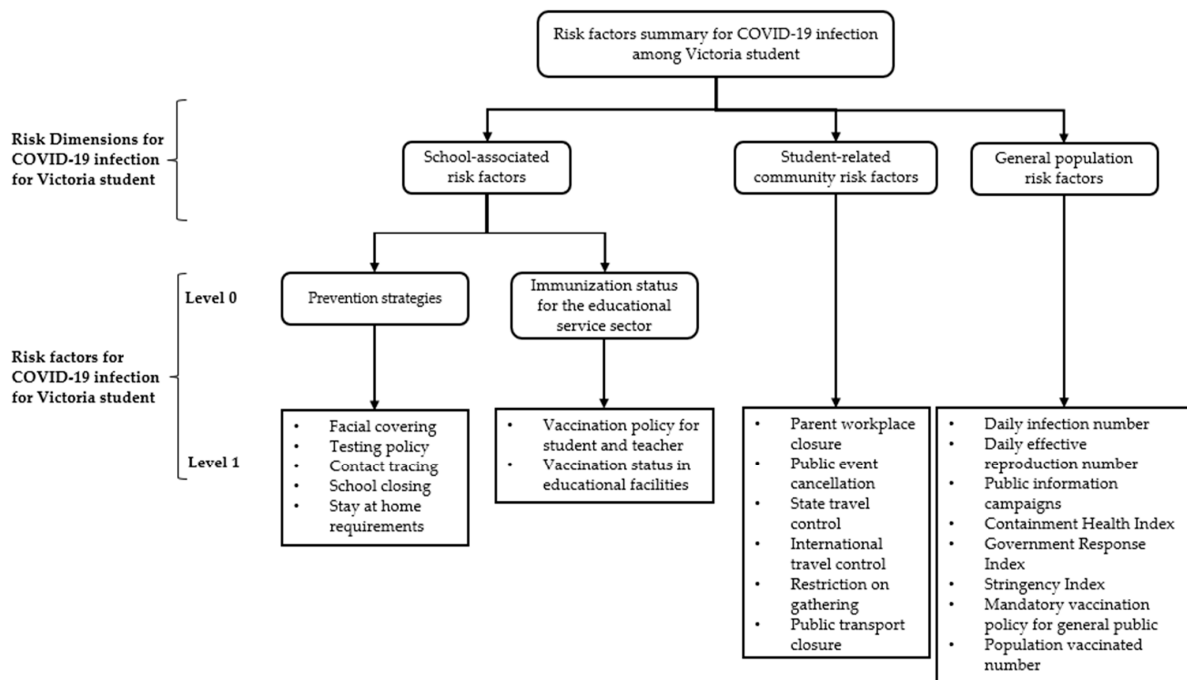 Risk factors summary for COVID-19 infection
among Victoria student
Risk Dimensions for
COVID-19 infection
for Victoria student
School-associated
risk factors
Student-related
community risk factors
General population
risk factors
Level 0
Prevention strategies
Immunization status
for the educational
service sector
Risk factors for
COVID-19 infection
for Victoria student
Level 1
• Facial covering
• Testing policy
• Contact tracing
• School closing
• Stay at home
requirements
• Vaccination policy for
student and teacher
• Vaccination status in
educational facilities
• Parent workplace
closure
• Public event
cancellation
• State travel
control
• International
travel control
• Restriction on
gathering
• Public transport
closure
• Daily infection number
• Daily effective
reproduction number
• Public information
campaigns
• Containment Health Index
• Government Response
Index
• Stringency Index
• Mandatory vaccination
policy for general public
• Population vaccinated
number